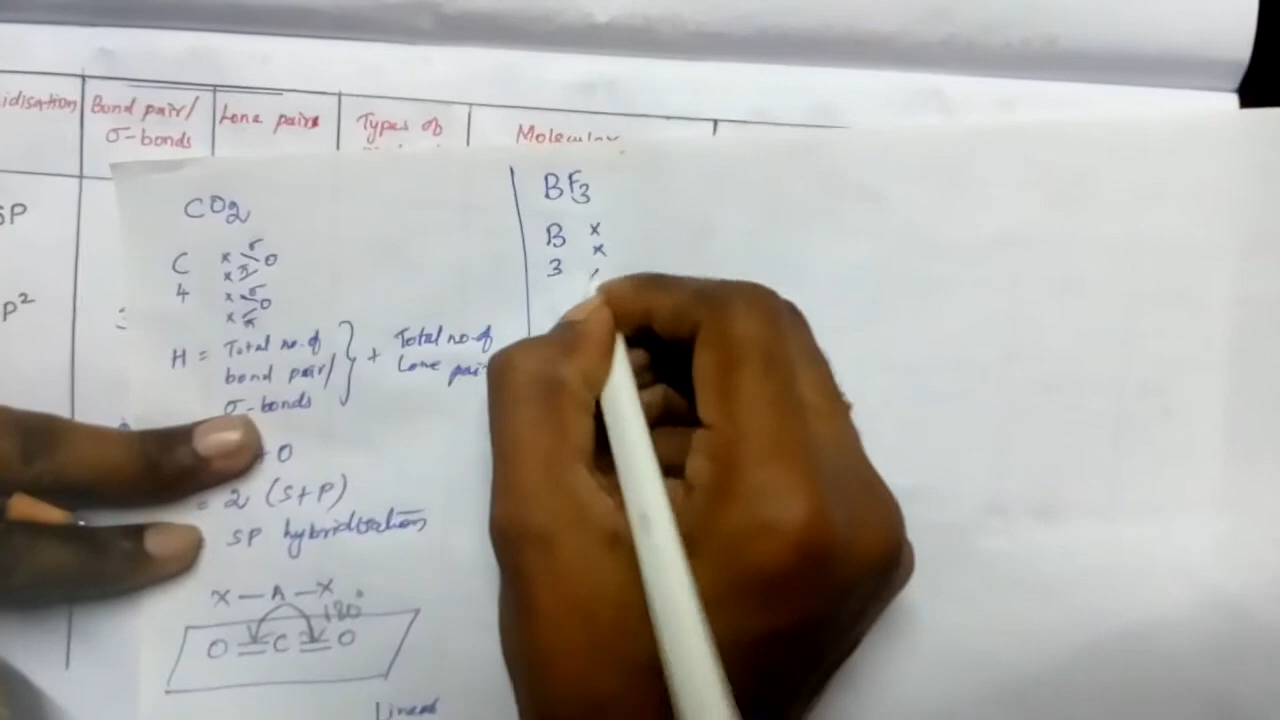 idisation Bond pair/ Lone pairs Types of Molecular
σ-bonds
SP
P²
CO2
C x σ O
x π
4 x σ O
x π
H = Total no. of } + Total no. of
bond pair/ Lone pair
σ-bonds
+ 0
= 2 (S+P)
SP hybridisation
X — A — X
180°
O = C = O
Linear
BF3
B x
x
3